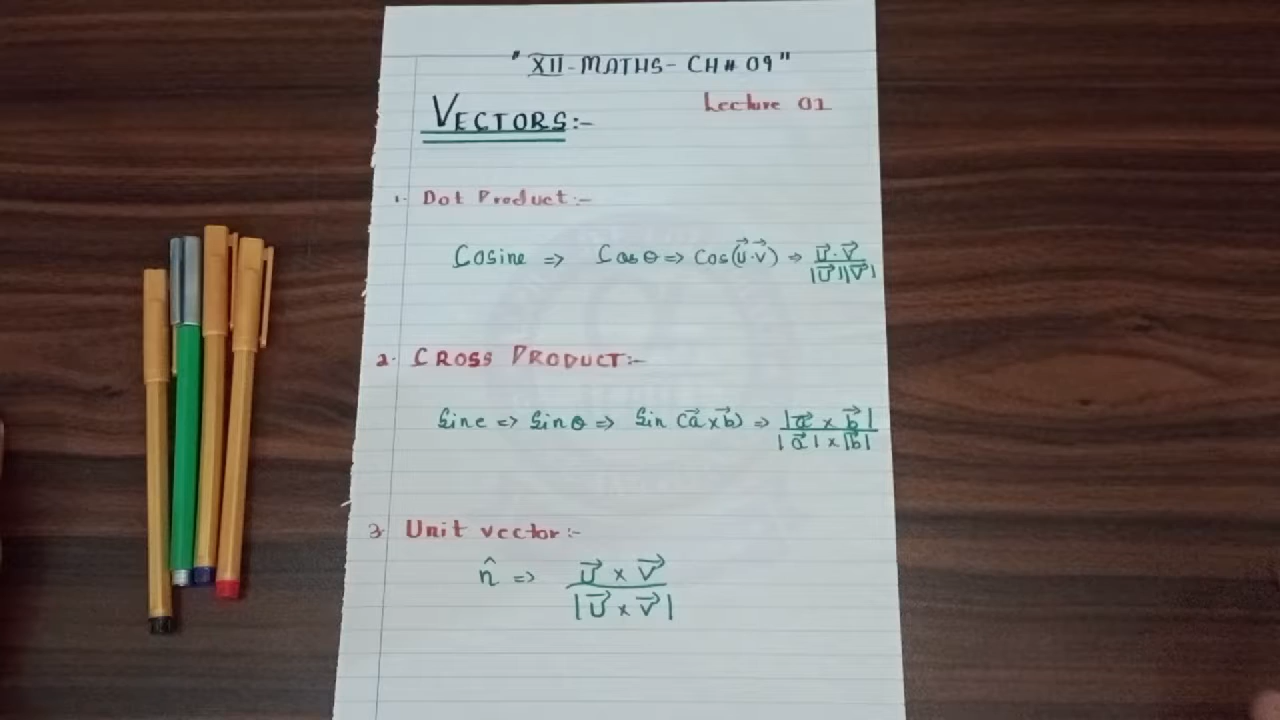 " XII - MATHS - CH # 09 "
Lecture 01
VECTORS:-
1. Dot Product:-
Cosine => Cos θ => Cos(u⃗·v⃗) => u⃗·v⃗ / |u⃗||v⃗|
2. CROSS PRODUCT:-
Sine => Sin θ => Sin (a⃗ x b⃗) => |a⃗ x b⃗| / |a⃗| x |b⃗|
3. Unit vector:-
n̂ => u⃗ x v⃗ / |u⃗ x v⃗|